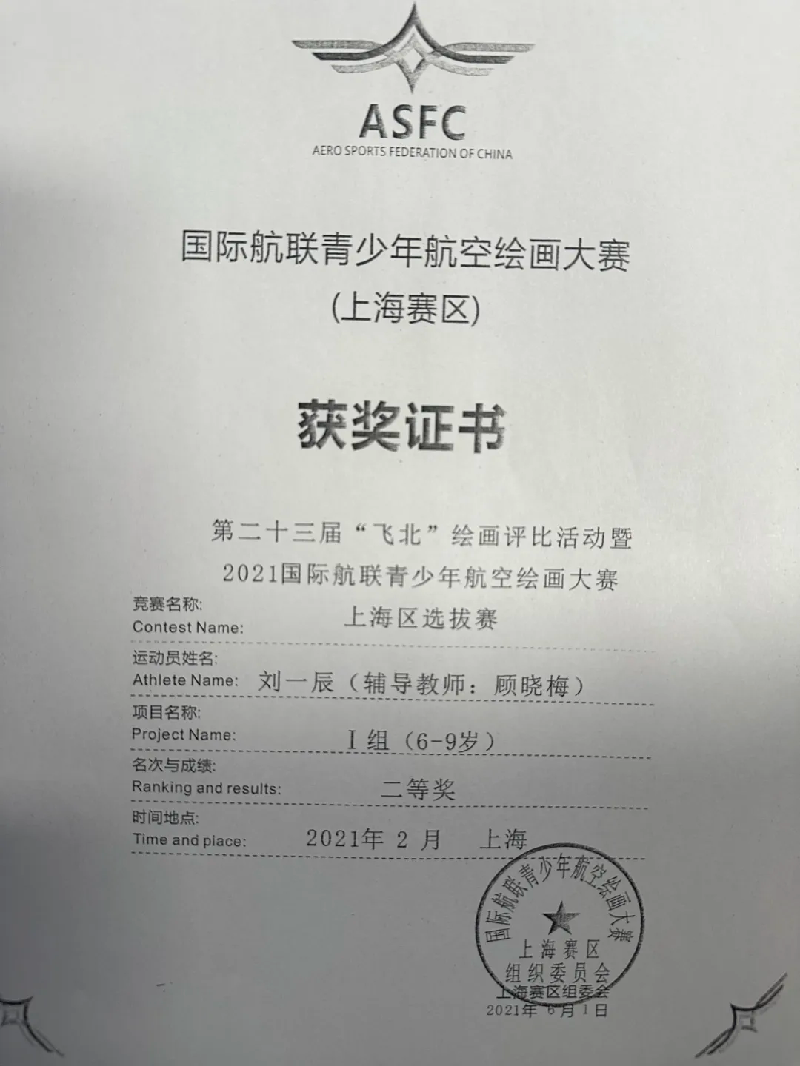 ASFC
AERO SPORTS FEDERATION OF CHINA
国际航联青少年航空绘画大赛
(上海赛区)
获奖证书
第二十三届“飞北”绘画评比活动暨
2021国际航联青少年航空绘画大赛
竞赛名称:
上海区选拔赛
Contest Name:
运动员姓名:
Athlete Name: 刘一辰（辅导教师：顾晓梅）
项目名称:
Project Name: I组（6-9岁）
名次与成绩:
Ranking and results: 二等奖
时间地点:
Time and place: 2021年 2 月 上海
国际航联青少年航空绘画大赛
上海赛区
组织委员会
上海赛区组委会
2021年 6月1日